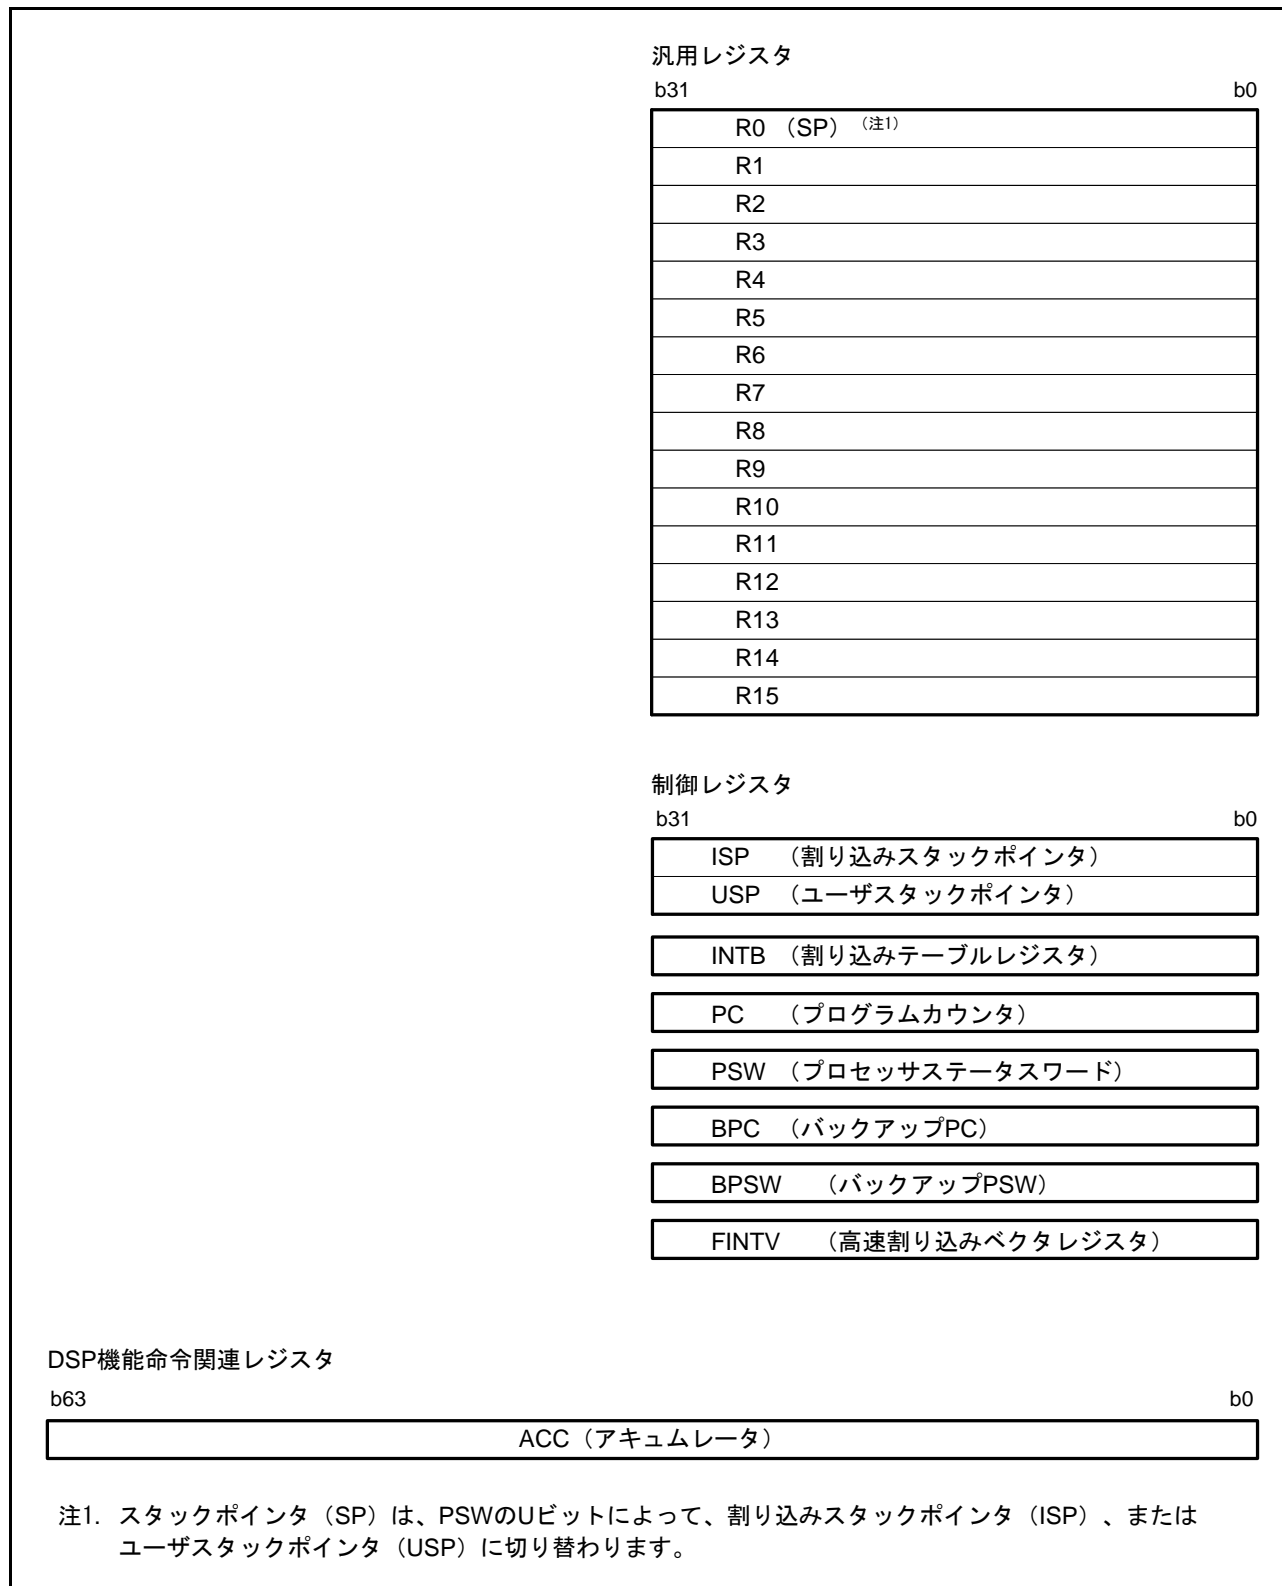 汎用レジスタ
b31 b0
R0 （SP） （注1）
R1
R2
R3
R4
R5
R6
R7
R8
R9
R10
R11
R12
R13
R14
R15
制御レジスタ
b31 b0
ISP （割り込みスタックポインタ）
USP （ユーザスタックポインタ）
INTB （割り込みテーブルレジスタ）
PC （プログラムカウンタ）
PSW （プロセッサステータスワード）
BPC （バックアップPC）
BPSW （バックアップPSW）
FINTV （高速割り込みベクタレジスタ）
DSP機能命令関連レジスタ
b63 b0
ACC（アキュムレータ）
注1. スタックポインタ（SP）は、PSWのUビットによって、割り込みスタックポインタ（ISP）、または
ユーザスタックポインタ（USP）に切り替わります。